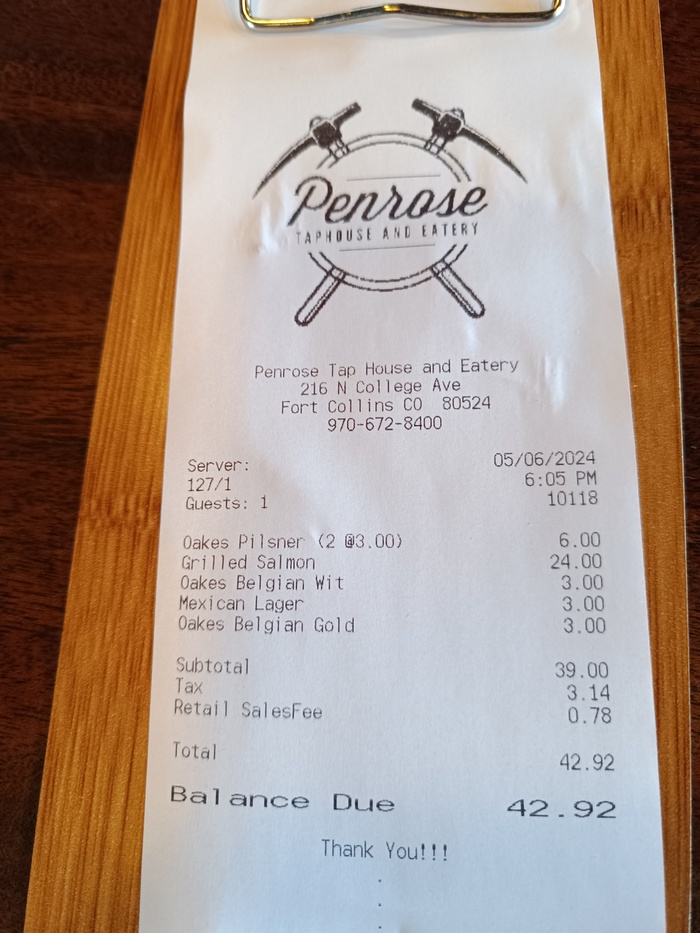 Penrose
TAPHOUSE AND EATERY
Penrose Tap House and Eatery
216 N College Ave
Fort Collins CO 80524
970-672-8400
Server: 05/06/2024
127/1 6:05 PM
Guests: 1 10118
Oakes Pilsner (2 @3.00) 6.00
Grilled Salmon 24.00
Oakes Belgian Wit 3.00
Mexican Lager 3.00
Oakes Belgian Gold 3.00
Subtotal 39.00
Tax 3.14
Retail SalesFee 0.78
Total 42.92
Balance Due 42.92
Thank You!!!